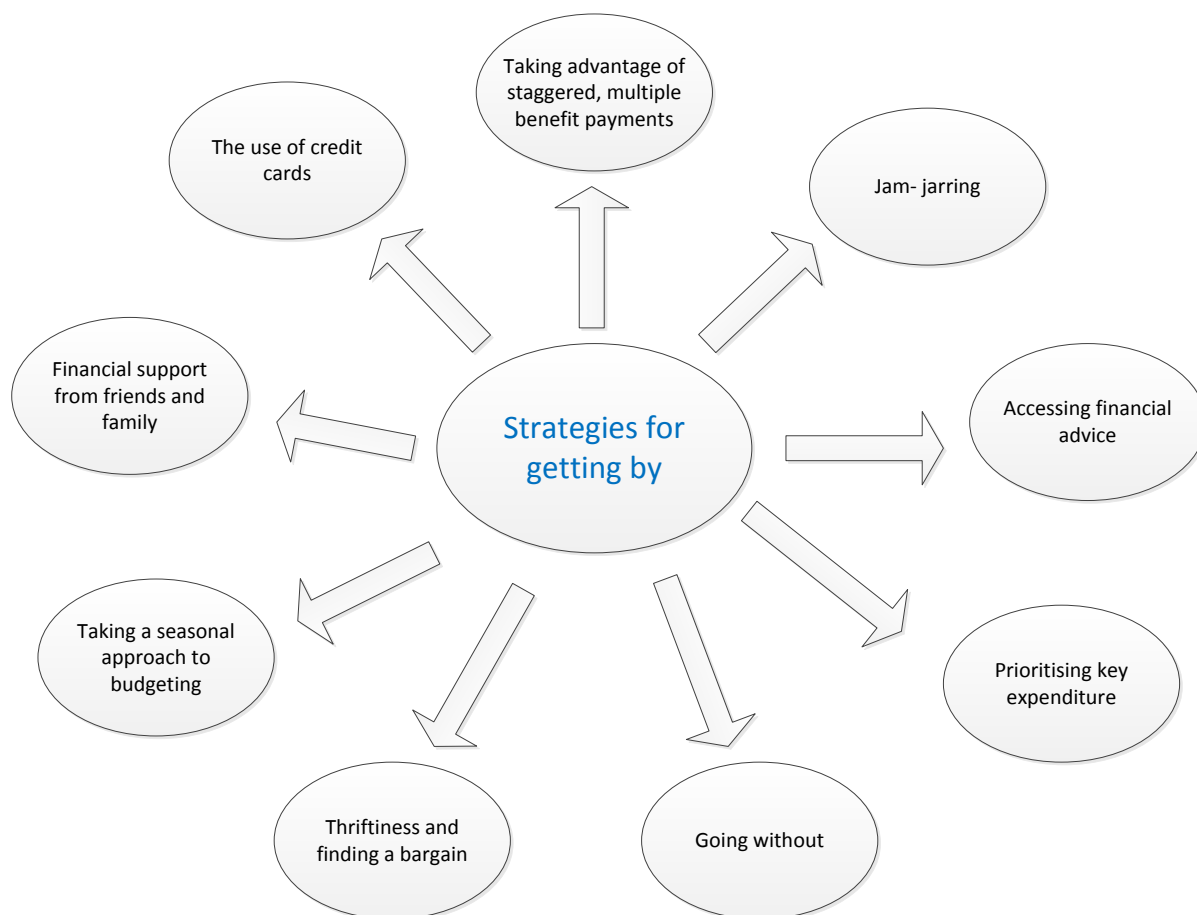 Taking advantage of
staggered, multiple
benefit payments
The use of credit
cards
Jam- jarring
Financial support
from friends and
family
Strategies for
getting by
Accessing financial
advice
Taking a seasonal
approach to
budgeting
Prioritising key
expenditure
Thriftiness and
finding a bargain
Going without